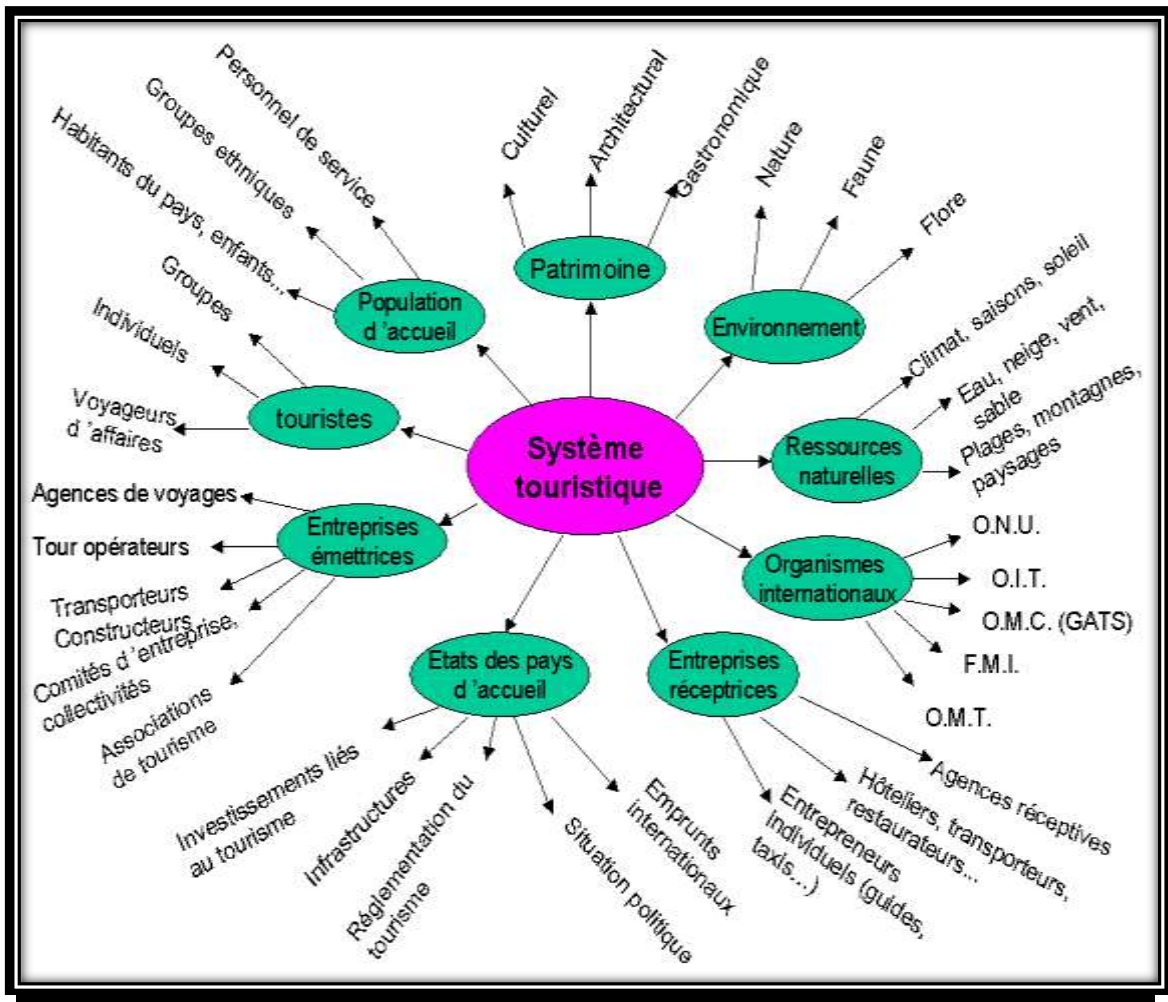 Système
touristique
Patrimoine
Culturel
Architectural
Gastronomique
Environnement
Nature
Faune
Flore
Ressources
naturelles
Climat, saisons, soleil
Eau, neige, vent,
sable
Plages, montagnes,
paysages
Organismes
internationaux
O.N.U.
O.I.T.
O.M.C. (GATS)
F.M.I.
O.M.T.
Entreprises
réceptrices
Agences réceptives
Hôteliers, transporteurs,
restaurateurs...
Entrepreneurs
individuels (guides,
taxis...)
Etats des pays
d 'accueil
Emprunts
internationaux
Situation politique
Réglementation du
tourisme
Infrastructures
Investissements liés
au tourisme
Entreprises
émettrices
Agences de voyages
Tour opérateurs
Transporteurs
Constructeurs
Comités d 'entreprise,
collectivités
Associations
de tourisme
touristes
Voyageurs
d 'affaires
Individuels
Groupes
Population
d 'accueil
Habitants du pays, enfants...
Groupes ethniques
Personnel de service